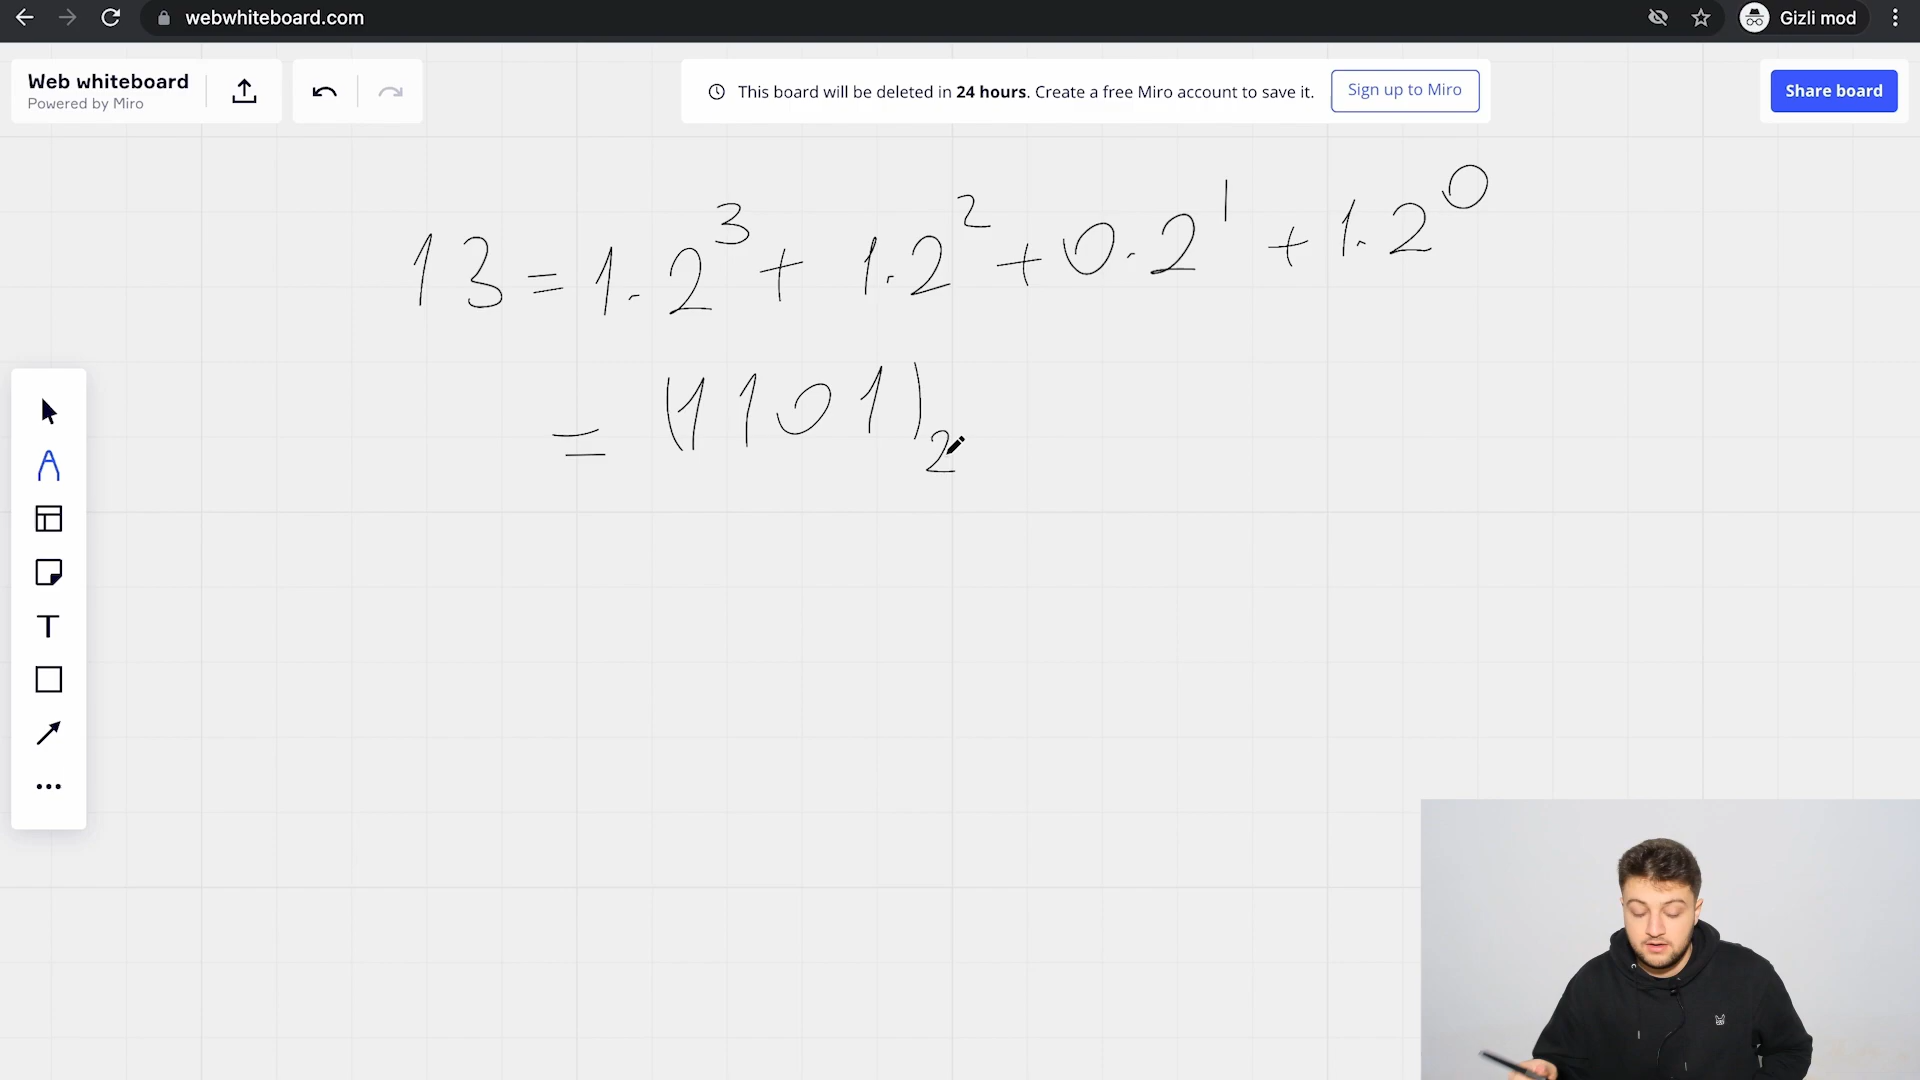 webwhiteboard.com
Gizli mod
Web whiteboard
Powered by Miro
This board will be deleted in 24 hours. Create a free Miro account to save it.
Sign up to Miro
Share board
13 = 1.2³ + 1.2² + 0.2¹ + 1.2⁰
= (1101)₂
T